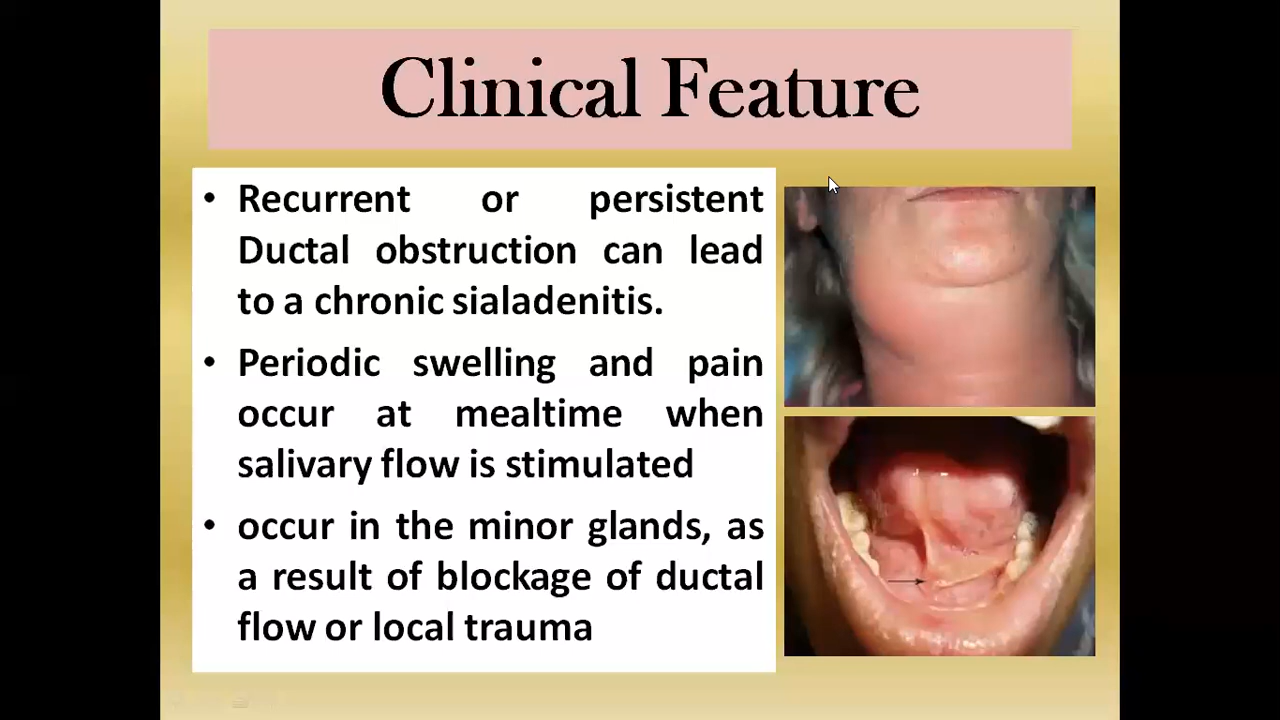 Clinical Feature
• Recurrent or persistent
Ductal obstruction can lead
to a chronic sialadenitis.
• Periodic swelling and pain
occur at mealtime when
salivary flow is stimulated
• occur in the minor glands, as
a result of blockage of ductal
flow or local trauma